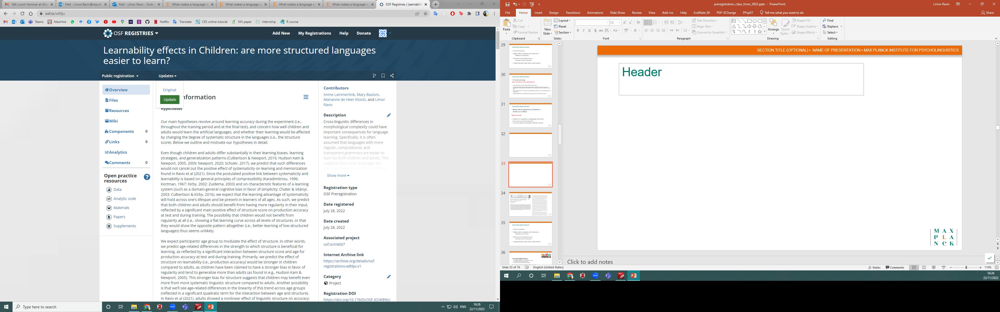 Talk Lunch Seminar at Ghe
Mail - Limor.Raviv@mpi.nl
Mail - Limor Raviv - Outlo
What makes a language e
What makes a language e
What makes a language e
What makes a language e
OSF Registries | Learnabilit
osf.io/w89ju
Teams
MaxIntra
Netflix
Translate
CES online tutorial
NN paper
Internship
R course
OSF REGISTRIES
Add New
My Registrations
Help
Donate
Learnability effects in Children: are more structured languages
easier to learn?
Public registration
Updates
Original
Update
Overview
Files
Resources
Wiki
Components 0
Links 0
Analytics
Comments 0
Open practice
resources
Data
Analytic code
Materials
Papers
Supplements
nformation
Hypotheses
Our main hypotheses revolve around learning accuracy during the experiment (i.e.,
throughout the training period and at the final test), and concern how well children and
adults would learn the artificial languages, and whether their learning would be affected
by changing the degree of systematic structure in the languages (i.e., the structure
score). Below we outline and motivate our hypotheses in detail.
Even though children and adults differ substantially in their learning biases, learning
strategies, and generalization patterns (Culbertson & Newport, 2015; Hudson Kam &
Newport, 2005, 2009; Newport, 2020; Schuler, 2017), we predict that such differences
would not cancel out the positive effect of systematicity on learning and memorization
found in Raviv et al (2021). Since the postulated positive link between systematicity and
learnability is based on general principles of compressibility (Karadimitriou, 1996;
Kortman, 1967; Kirby, 2002; Zuidema, 2003) and on characteristic features of a learning
system (such as a domain-general cognitive bias in favor of simplicity; Chater & Vitányi,
2003; Culbertson & Kirby, 2016), we expect that the learning advantage of systematicity
will hold across one's lifespan and be present in learners of all ages. As such, we predict
that both children and adults should benefit from having more regularity in their input,
reflected by a significant main positive effect of structure score on production accuracy
at test and during training. The possibility that children would not benefit from
regularity at all (i.e., showing a flat learning curve across all levels of structure), or that
they would show the opposite pattern altogether (i.e., better learning of low-structured
languages) thus seems unlikely.
We expect participants' age group to modulate the effect of structure. In other words,
we predict age-related differences in the strength to which structure is beneficial for
learning, as reflected by a significant interaction between structure score and age for
production accuracy at test and during training. Primarily, we predict the effect of
structure on learnability (i.e., production accuracy) would be stronger in children
compared to adults, as children have been claimed to have a stronger bias in favor of
regularity and tend to generalize more than adults (as found in e.g., Hudson Kam &
Newport, 2005). This stronger bias for structure suggests that children may benefit even
more from more systematic linguistic structure compared to adults. Another possibility
is that we'll see age-related differences in the linearity of this trend across age groups
(reflected in a significant quadratic term for the interaction between age and structure).
In Raviv et al (2021), adults showed a nonlinear effect of linguistic structure on accuracy:
Contributors
Imme Lammertink, Mary Bazioni,
Marianne de Heer Kloots, and Limor
Raviv
Description
Cross-linguistic differences in
morphological complexity could have
important consequences for language
learning. Specifically, it is often
assumed that languages with more
regular, compositional, and
transparent grammars are easier to
learn by both children and adults. This
suggests that some languages are
Show more
Registration type
OSF Preregistration
Date registered
July 28, 2022
Date created
July 28, 2022
Associated project
osf.io/mkt67
Internet Archive link
https://archive.org/details/osf-
registrations-w89ju-v1
Category
Project
Registration DOI
https://doi.org/10.17605/OSF.IO/W89JU
Type here to search
ENG
16:26
22/11/2022
preregistration_class_limor_2022.pptx - PowerPoint
Limor Raviv
File Home Insert Design Transitions Animations Slide Show Review View Add-ins Help EndNote 20 PDF-XChange PPspliT Tell me what you want to do
Share
Paste
Cut
Copy
Format Painter
Clipboard
New
Slide
Layout
Reset
Section
Slides
24
Font
Text Direction
Align Text
Convert to SmartArt
Paragraph
Arrange
Quick
Styles
Shape Fill
Shape Outline
Shape Effects
Drawing
Find
Replace
Select
Editing
29
30
31
32
33
34
35
36
SECTION TITLE (OPTIONAL) • NAME OF PRESENTATION • MAX PLANCK INSTITUTE FOR PSYCHOLINGUISTICS
Header
MAX
PLA
NCK
Click to add notes
Slide 33 of 76
English (United States)
Notes
Comments
110%
16:26
22/11/2022